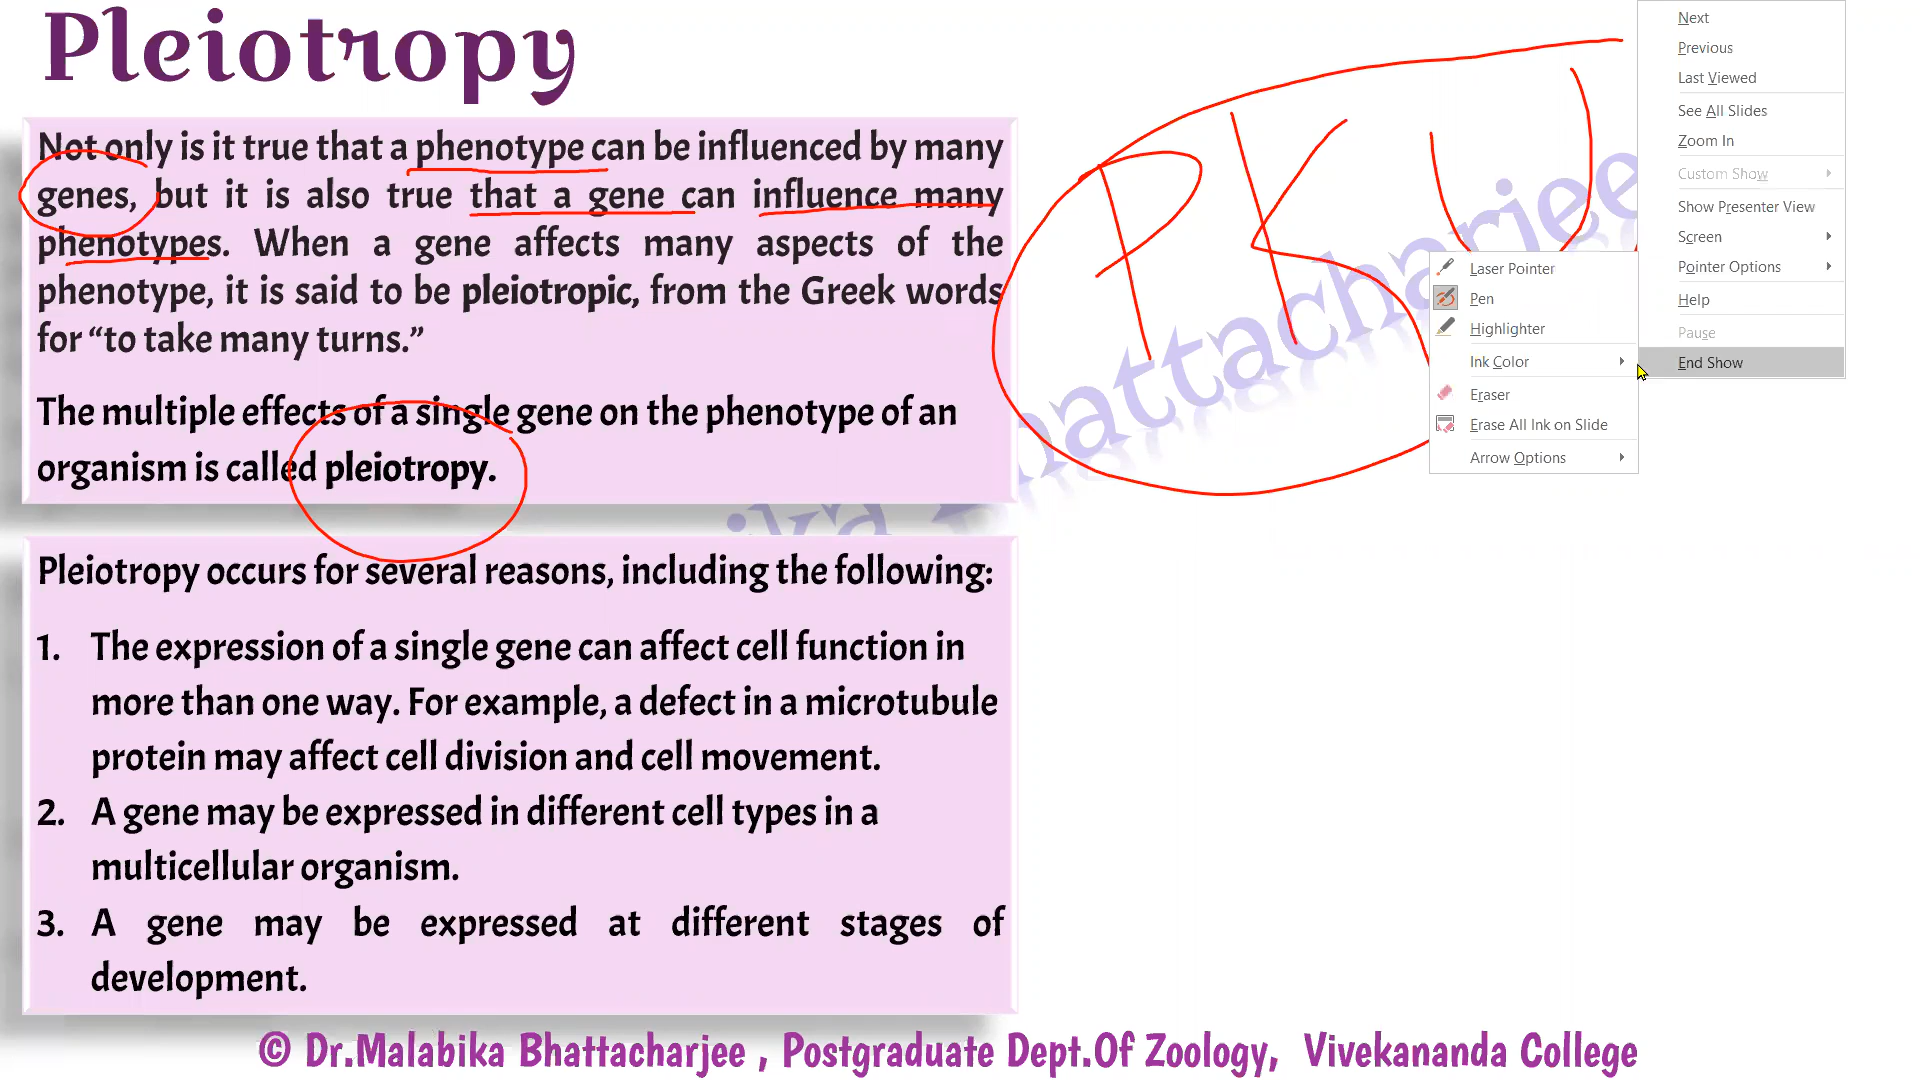 Pleiotropy
Not only is it true that a phenotype can be influenced by many
genes, but it is also true that a gene can influence many
phenotypes. When a gene affects many aspects of the
phenotype, it is said to be pleiotropic, from the Greek words
for “to take many turns.”
The multiple effects of a single gene on the phenotype of an
organism is called pleiotropy.
Pleiotropy occurs for several reasons, including the following:
1. The expression of a single gene can affect cell function in
more than one way. For example, a defect in a microtubule
protein may affect cell division and cell movement.
2. A gene may be expressed in different cell types in a
multicellular organism.
3. A gene may be expressed at different stages of
development.
PKU
Laser Pointer
Pen
Highlighter
Ink Color
Eraser
Erase All Ink on Slide
Arrow Options
Next
Previous
Last Viewed
See All Slides
Zoom In
Custom Show
Show Presenter View
Screen
Pointer Options
Help
Pause
End Show
© Dr.Malabika Bhattacharjee , Postgraduate Dept.Of Zoology, Vivekananda College